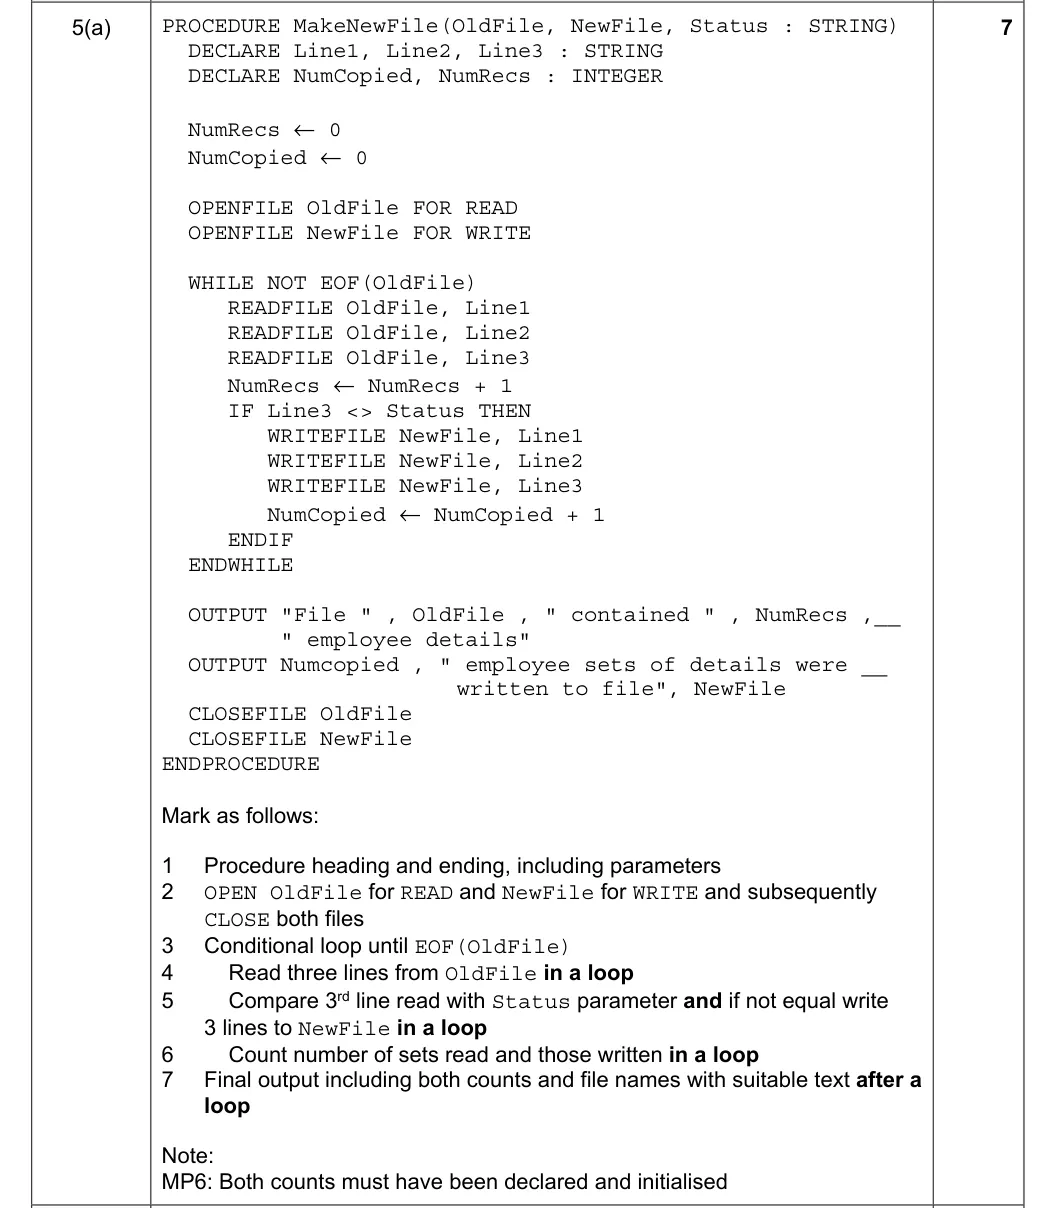 5(a)
PROCEDURE MakeNewFile(OldFile, NewFile, Status : STRING)
7
DECLARE Line1, Line2, Line3 : STRING
DECLARE NumCopied, NumRecs : INTEGER
NumRecs ← 0
NumCopied ← 0
OPENFILE OldFile FOR READ
OPENFILE NewFile FOR WRITE
WHILE NOT EOF(OldFile)
READFILE OldFile, Line1
READFILE OldFile, Line2
READFILE OldFile, Line3
NumRecs ← NumRecs + 1
IF Line3 <> Status THEN
WRITEFILE NewFile, Line1
WRITEFILE NewFile, Line2
WRITEFILE NewFile, Line3
NumCopied ← NumCopied + 1
ENDIF
ENDWHILE
OUTPUT "File " , OldFile , " contained " , NumRecs ,__
" employee details"
OUTPUT Numcopied , " employee sets of details were __
written to file", NewFile
CLOSEFILE OldFile
CLOSEFILE NewFile
ENDPROCEDURE
Mark as follows:
1 Procedure heading and ending, including parameters
2 OPEN OldFile for READ and NewFile for WRITE and subsequently
CLOSE both files
3 Conditional loop until EOF(OldFile)
4 Read three lines from OldFile in a loop
5 Compare 3rd line read with Status parameter and if not equal write
3 lines to NewFile in a loop
6 Count number of sets read and those written in a loop
7 Final output including both counts and file names with suitable text after a
loop
Note:
MP6: Both counts must have been declared and initialised